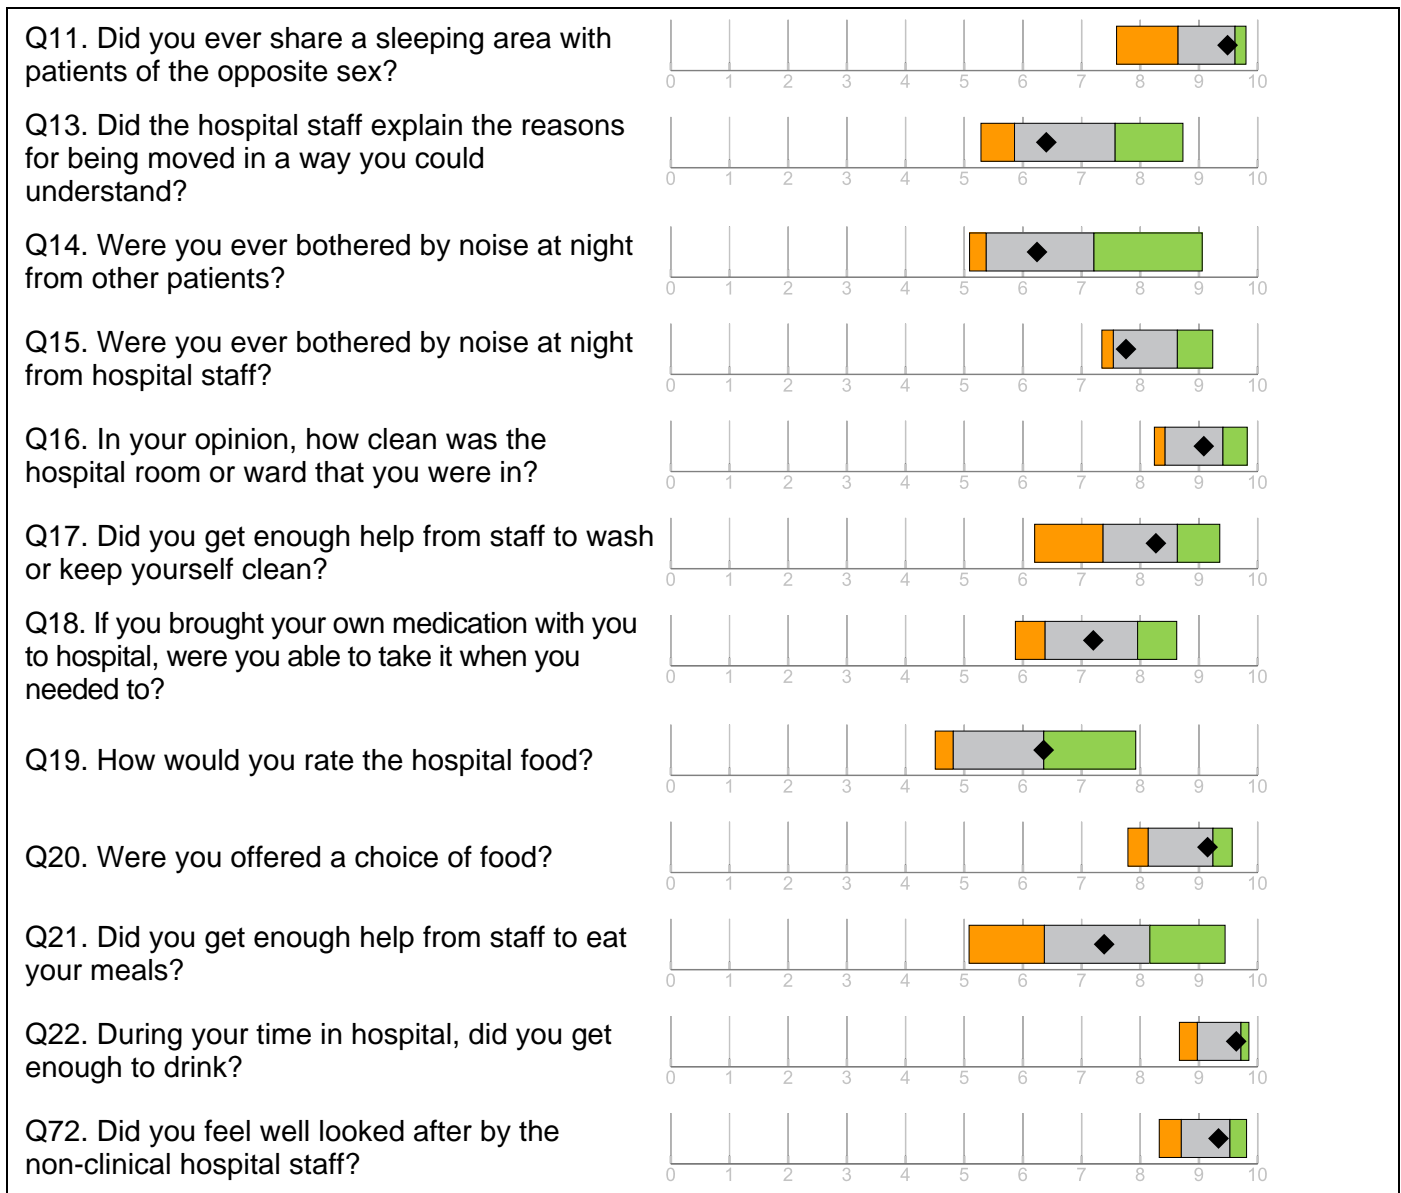 Q11. Did you ever share a sleeping area with
patients of the opposite sex?
0 1 2 3 4 5 6 7 8 9 10
Q13. Did the hospital staff explain the reasons
for being moved in a way you could
understand?
0 1 2 3 4 5 6 7 8 9 10
Q14. Were you ever bothered by noise at night
from other patients?
0 1 2 3 4 5 6 7 8 9 10
Q15. Were you ever bothered by noise at night
from hospital staff?
0 1 2 3 4 5 6 7 8 9 10
Q16. In your opinion, how clean was the
hospital room or ward that you were in?
0 1 2 3 4 5 6 7 8 9 10
Q17. Did you get enough help from staff to wash
or keep yourself clean?
0 1 2 3 4 5 6 7 8 9 10
Q18. If you brought your own medication with you
to hospital, were you able to take it when you
needed to?
0 1 2 3 4 5 6 7 8 9 10
Q19. How would you rate the hospital food?
0 1 2 3 4 5 6 7 8 9 10
Q20. Were you offered a choice of food?
0 1 2 3 4 5 6 7 8 9 10
Q21. Did you get enough help from staff to eat
your meals?
0 1 2 3 4 5 6 7 8 9 10
Q22. During your time in hospital, did you get
enough to drink?
0 1 2 3 4 5 6 7 8 9 10
Q72. Did you feel well looked after by the
non-clinical hospital staff?
0 1 2 3 4 5 6 7 8 9 10